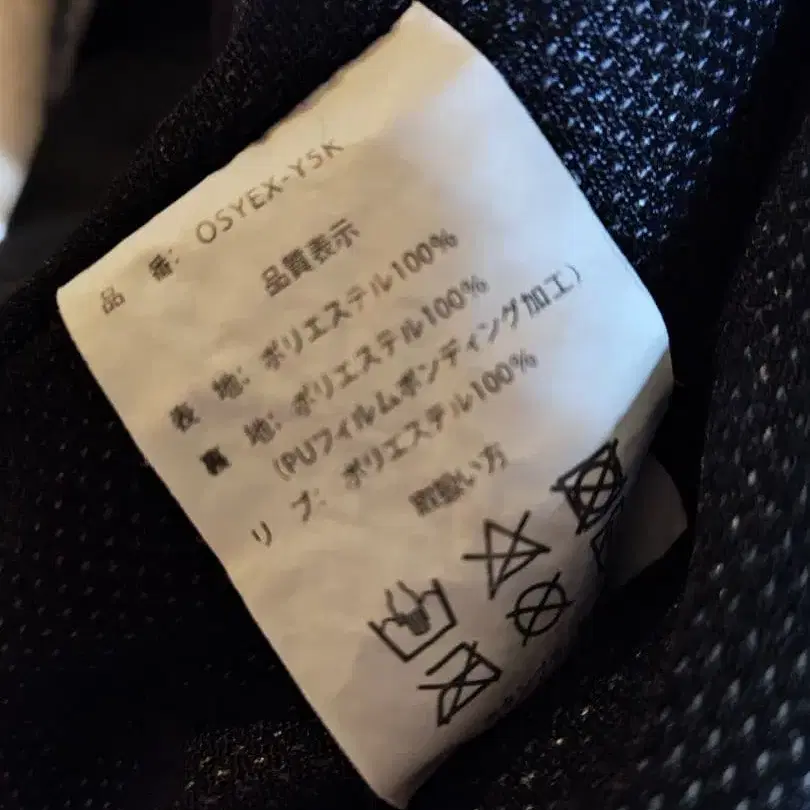 品 番: OSYEX-Y5K
品質表示
表 地: ポリエステル100%
裏 地: ポリエステル100%
(PUフィルムボンディング加工)
リ ブ: ポリエステル100%
取扱い方